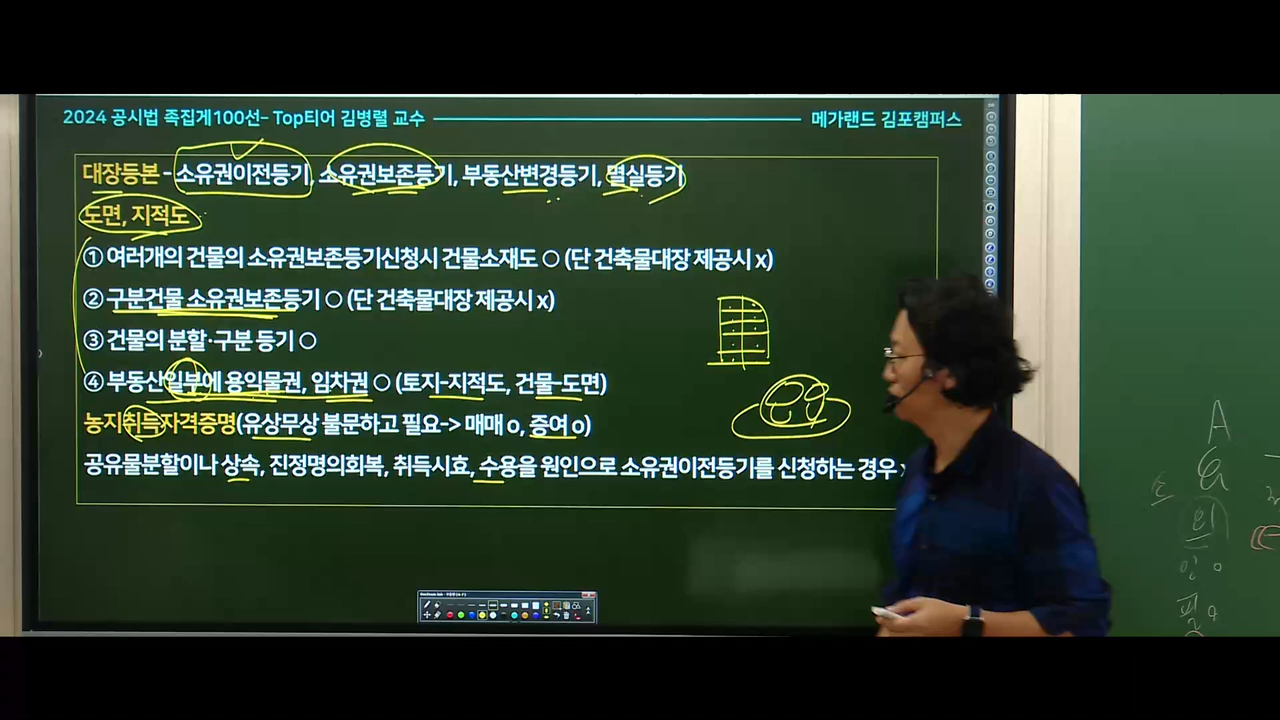 2024 공시법 족집게100선– Top티어 김병렬 교수
메가랜드 김포캠퍼스
대장등본 - 소유권이전등기, 소유권보존등기, 부동산변경등기, 멸실등기
도면, 지적도
① 여러개의 건물의 소유권보존등기신청시 건물소재도 ○ (단 건축물대장 제공시 x)
② 구분건물 소유권보존등기 ○ (단 건축물대장 제공시 x)
③ 건물의 분할·구분 등기 ○
④ 부동산일부에 용익물권, 임차권 ○ (토지-지적도, 건물-도면)
농지취득자격증명(유상무상 불문하고 필요-> 매매 o, 증여 o)
공유물분할이나 상속, 진정명의회복, 취득시효, 수용을 원인으로 소유권이전등기를 신청하는 경우
A